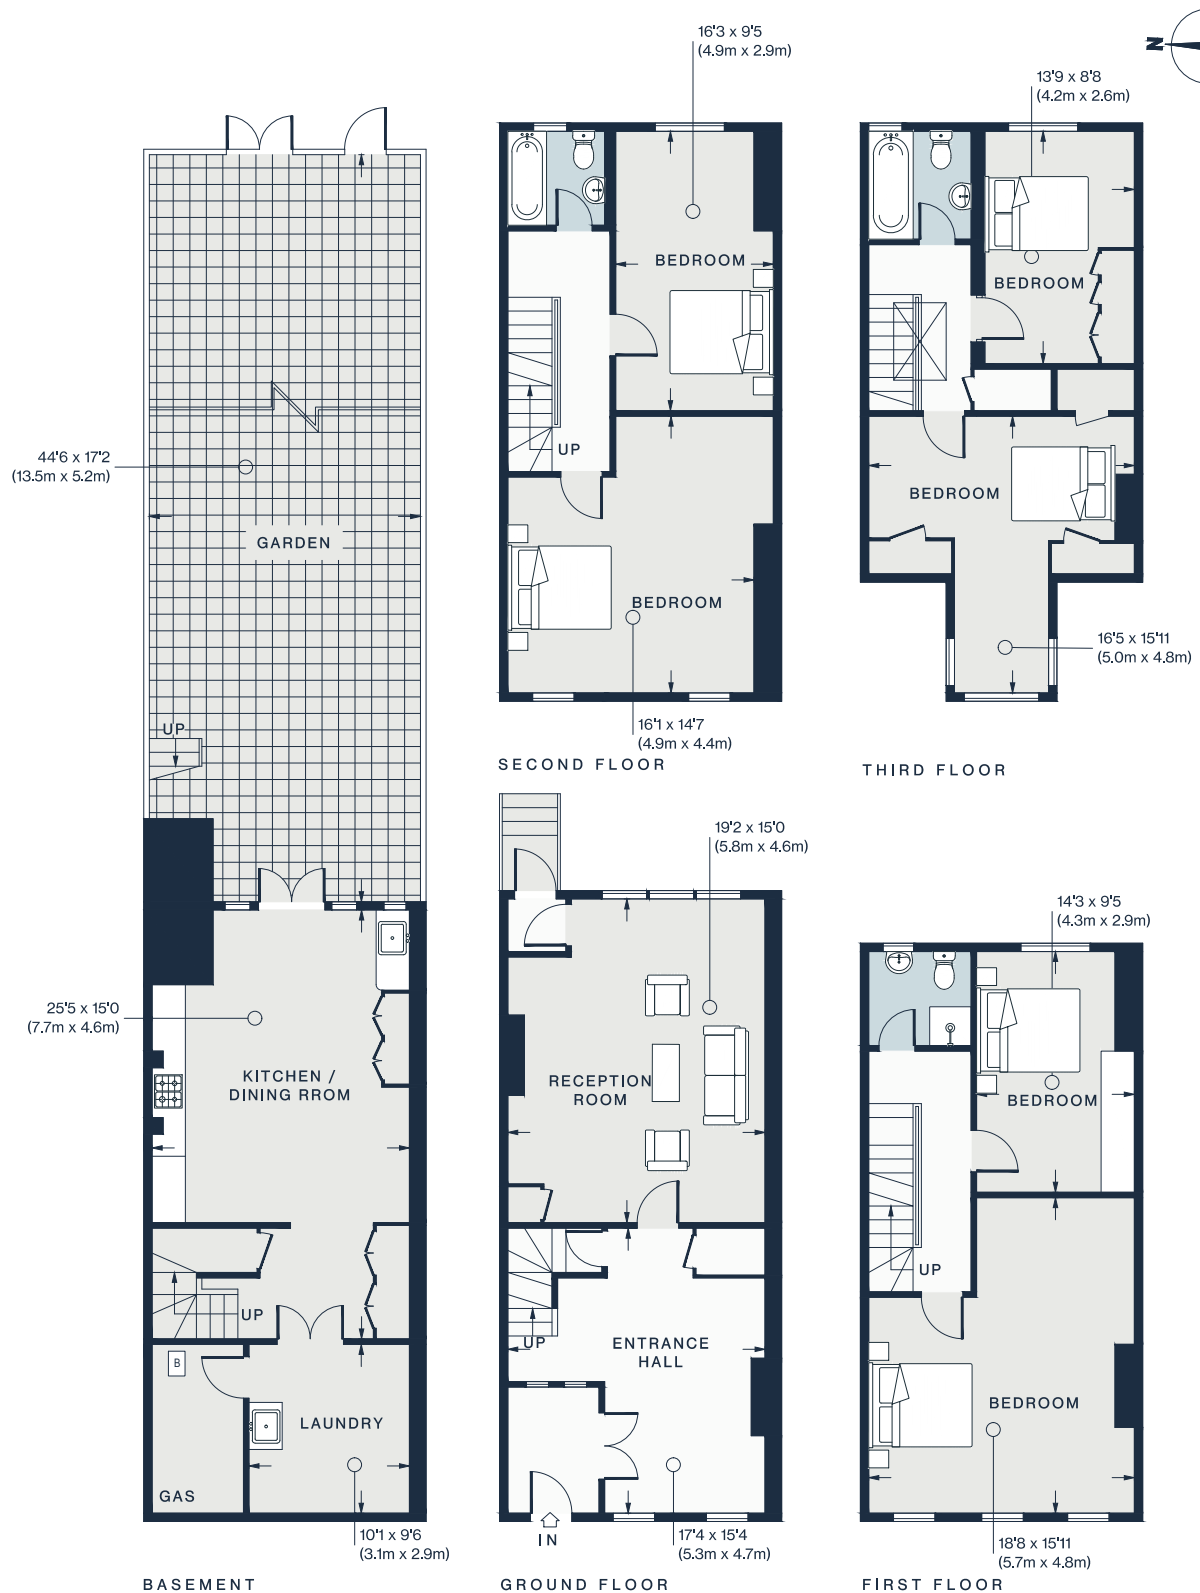 N
16'3 x 9'5
(4.9m x 2.9m)
13'9 x 8'8
(4.2m x 2.6m)
BEDROOM
BEDROOM
UP
44'6 x 17'2
(13.5m x 5.2m)
GARDEN
UP
BEDROOM
16'1 x 14'7
(4.9m x 4.4m)
SECOND FLOOR
BEDROOM
16'5 x 15'11
(5.0m x 4.8m)
THIRD FLOOR
25'5 x 15'0
(7.7m x 4.6m)
KITCHEN /
DINING RROM
UP
B
LAUNDRY
GAS
10'1 x 9'6
(3.1m x 2.9m)
BASEMENT
19'2 x 15'0
(5.8m x 4.6m)
RECEPTION
ROOM
UP
ENTRANCE
HALL
IN
17'4 x 15'4
(5.3m x 4.7m)
GROUND FLOOR
14'3 x 9'5
(4.3m x 2.9m)
BEDROOM
UP
BEDROOM
18'8 x 15'11
(5.7m x 4.8m)
FIRST FLOOR